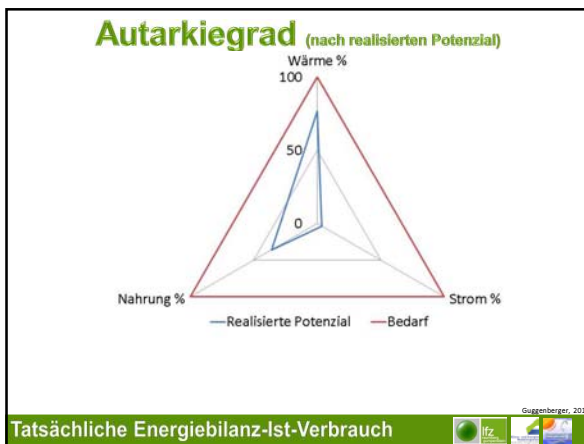 Autarkiegrad (nach realisierten Potenzial)
Wärme %
100
50
0
Nahrung %
Strom %
Realisierte Potenzial
Bedarf
Guggenberger, 201
Tatsächliche Energiebilanz-Ist-Verbrauch
lfz